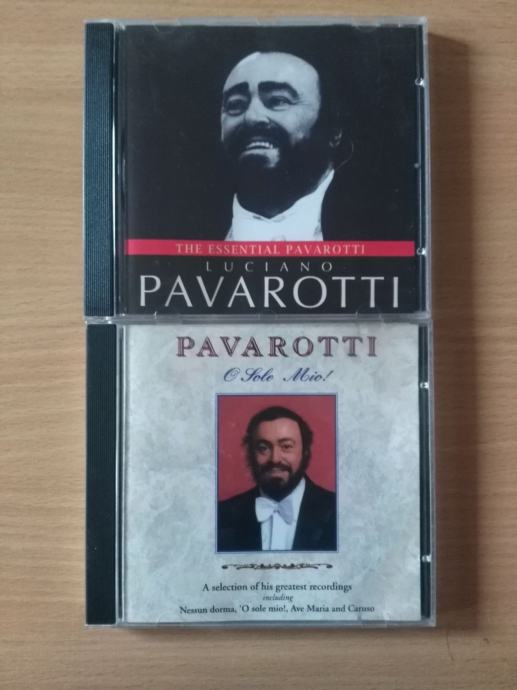 THE ESSENTIAL PAVAROTTI
LUCIANO
PAVAROTTI
PAVAROTTI
O Sole Mio!
A selection of his greatest recordings
including
Nessun dorma, 'O sole mio!, Ave Maria and Caruso